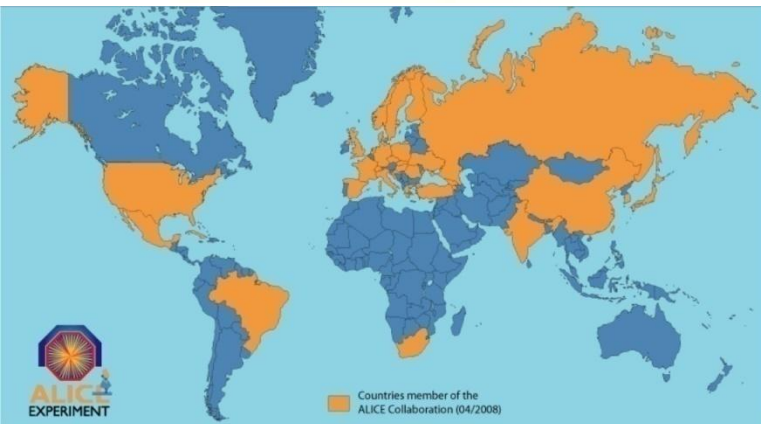 ALICE
EXPERIMENT
Countries member of the
ALICE Collaboration (04/2008)